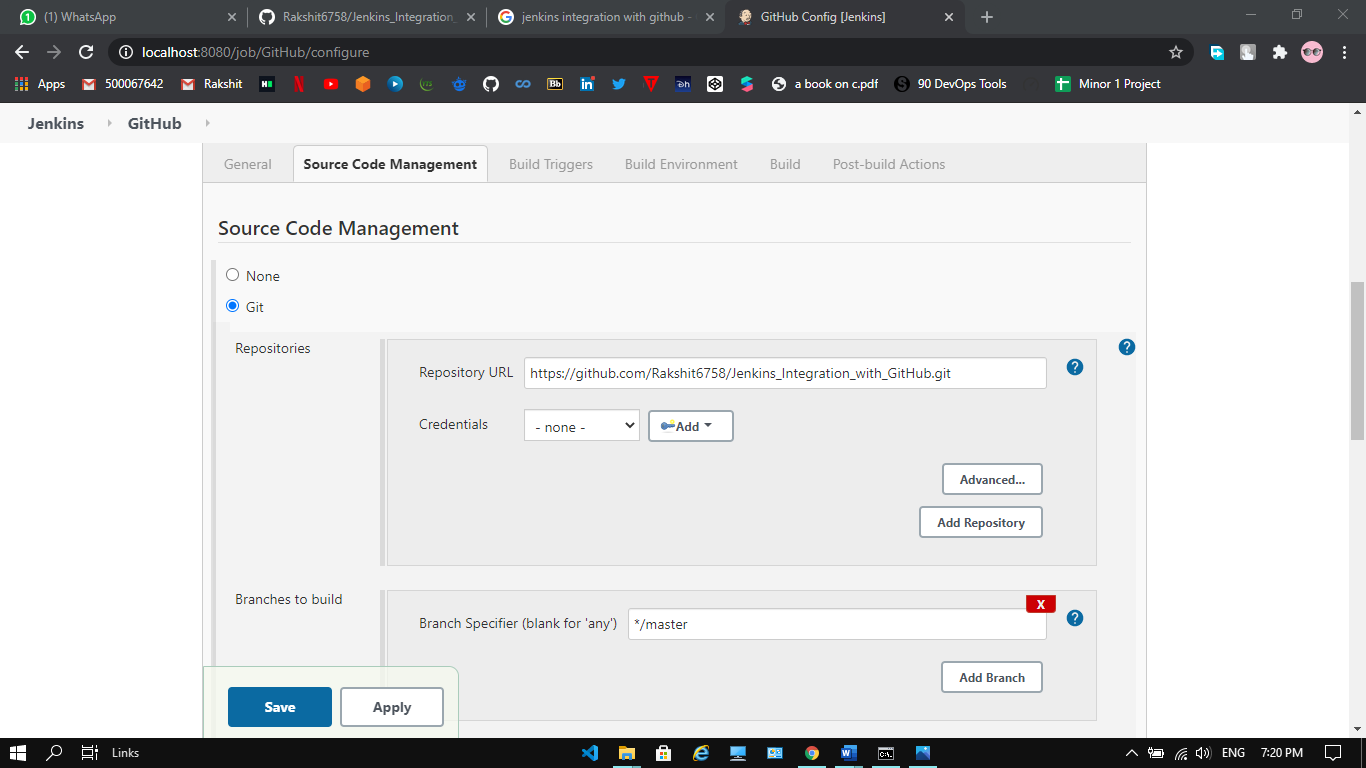 (1) WhatsApp
Rakshit6758/Jenkins_Integration_
jenkins integration with github -
GitHub Config [Jenkins]
localhost:8080/job/GitHub/configure
Apps
500067642
Rakshit
a book on c.pdf
90 DevOps Tools
Minor 1 Project
Jenkins
GitHub
General
Source Code Management
Build Triggers
Build Environment
Build
Post-build Actions
Source Code Management
None
Git
Repositories
Repository URL
https://github.com/Rakshit6758/Jenkins_Integration_with_GitHub.git
Credentials
- none -
Add
Advanced...
Add Repository
Branches to build
X
Branch Specifier (blank for 'any')
*/master
Add Branch
Save
Apply
Links
ENG
7:20 PM